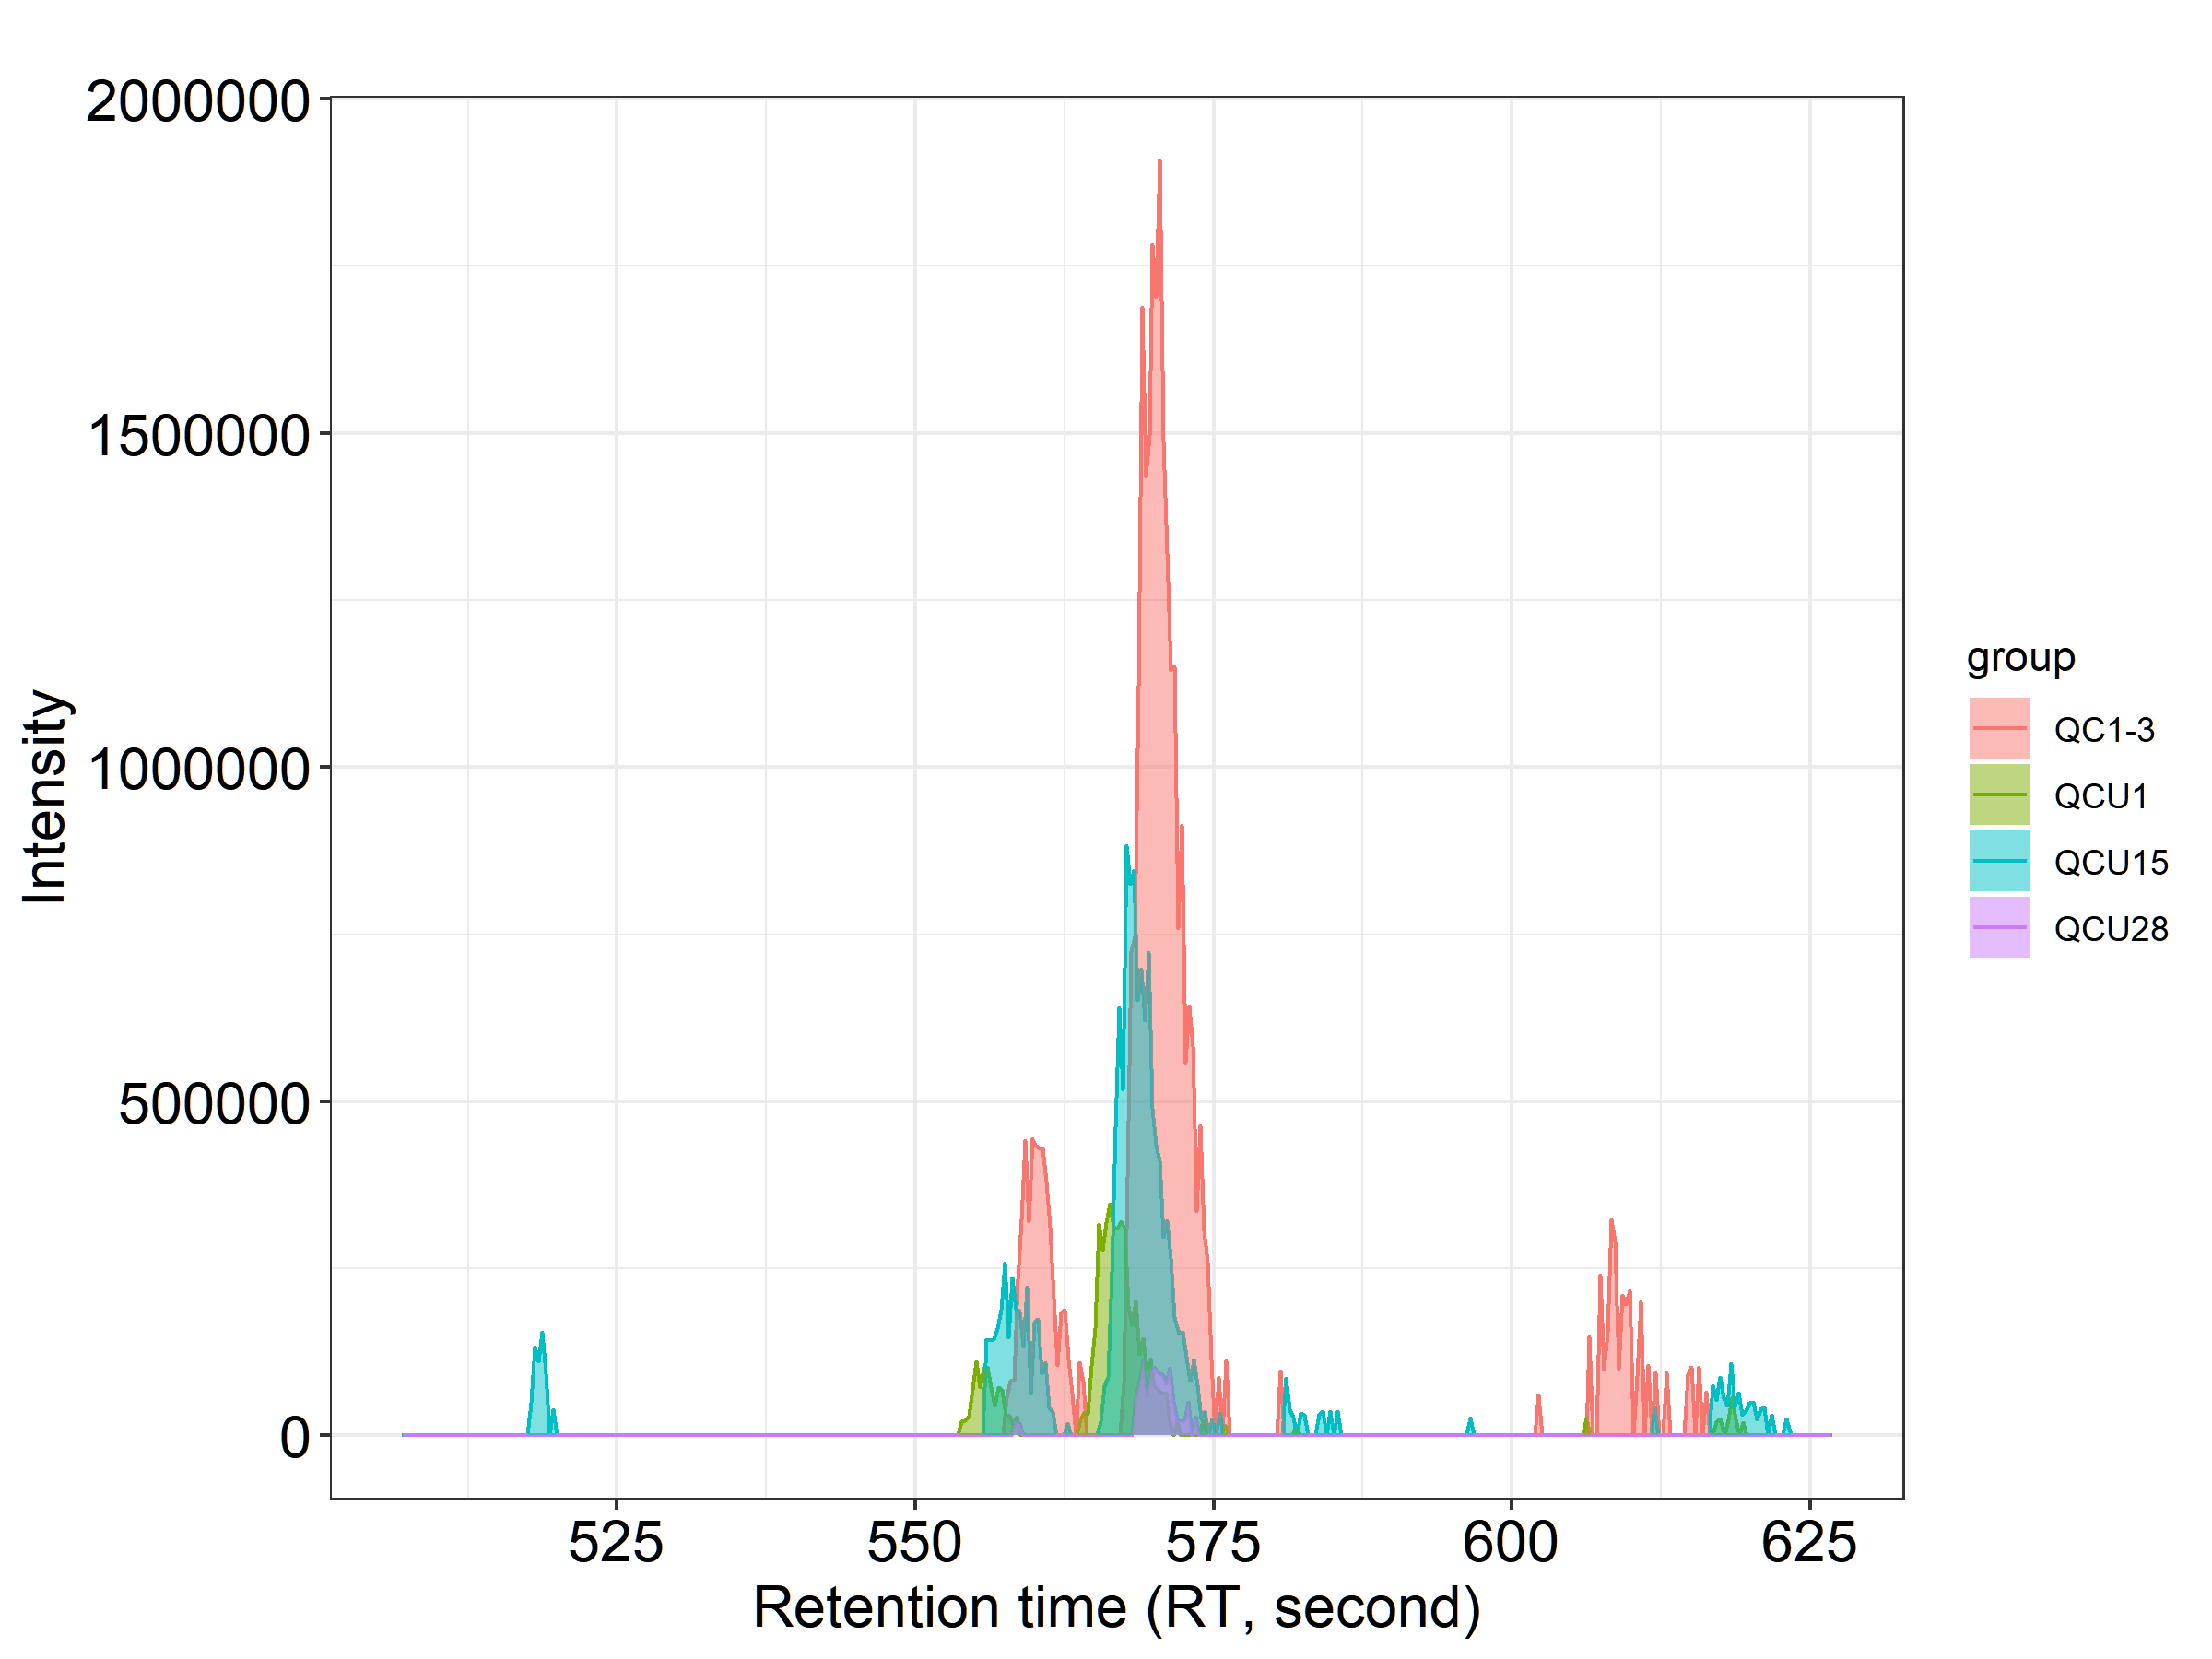 2000000
1500000
1000000
500000
0
Intensity
525 550 575 600 625
Retention time (RT, second)
group
QC1-3
QCU1
QCU15
QCU28